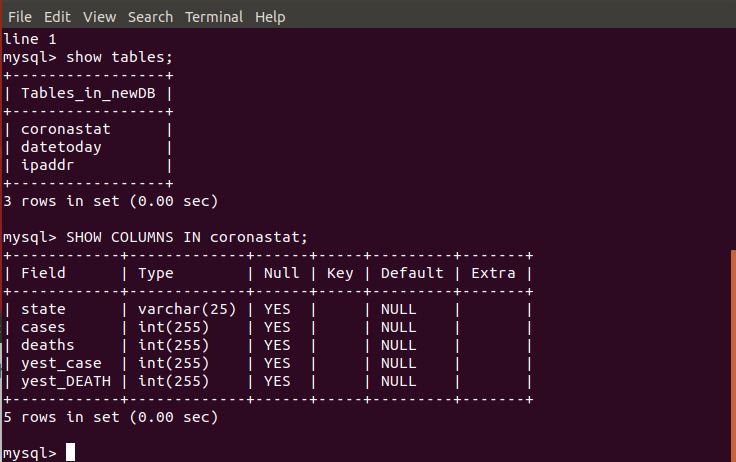 File Edit View Search Terminal Help
line 1
mysql> show tables;
+-----------------+
| Tables_in_newDB |
+-----------------+
| coronastat      |
| datetoday       |
| ipaddr          |
+-----------------+
3 rows in set (0.00 sec)
mysql> SHOW COLUMNS IN coronastat;
+------------+-------------+------+-----+---------+-------+
| Field      | Type        | Null | Key | Default | Extra |
+------------+-------------+------+-----+---------+-------+
| state      | varchar(25) | YES  |     | NULL    |       |
| cases      | int(255)    | YES  |     | NULL    |       |
| deaths     | int(255)    | YES  |     | NULL    |       |
| yest_case  | int(255)    | YES  |     | NULL    |       |
| yest_DEATH | int(255)    | YES  |     | NULL    |       |
+------------+-------------+------+-----+---------+-------+
5 rows in set (0.00 sec)
mysql>